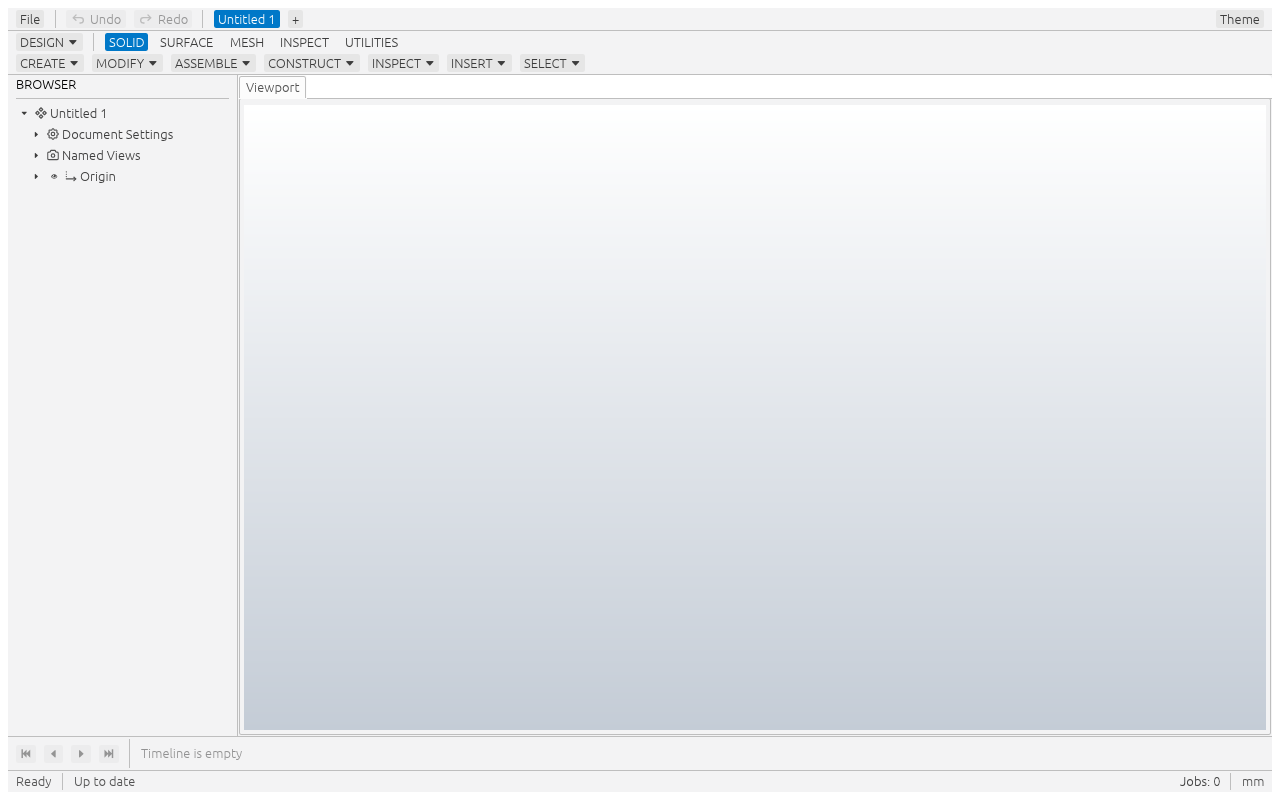 File Undo Redo Untitled 1 + Theme
DESIGN SOLID SURFACE MESH INSPECT UTILITIES
CREATE MODIFY ASSEMBLE CONSTRUCT INSPECT INSERT SELECT
BROWSER
Viewport
Untitled 1
Document Settings
Named Views
Origin
Timeline is empty
Ready Up to date Jobs: 0 mm